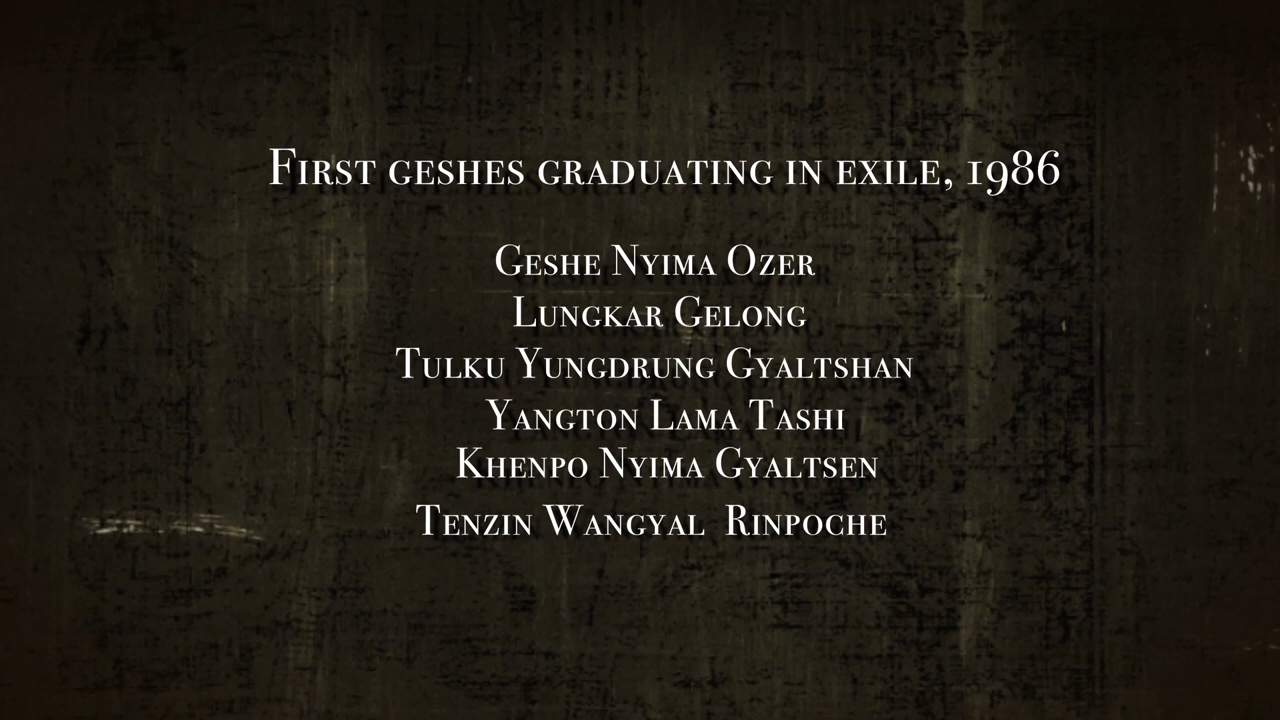 First geshes graduating in exile, 1986
Geshe Nyima Ozer
Lungkar Gelong
Tulku Yungdrung Gyaltshan
Yangton Lama Tashi
Khenpo Nyima Gyaltsen
Tenzin Wangyal Rinpoche